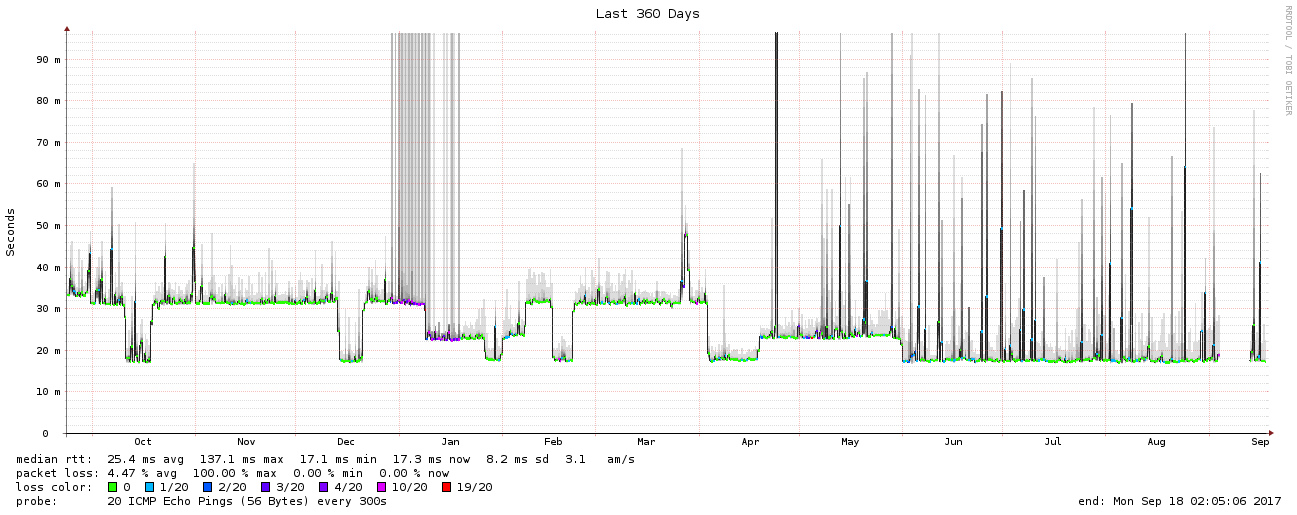 Last 360 Days
RRDTOOL / TOBI OETIKER
Seconds
90 m
80 m
70 m
60 m
50 m
40 m
30 m
20 m
10 m
0
Oct Nov Dec Jan Feb Mar Apr May Jun Jul Aug Sep
median rtt: 25.4 ms avg 137.1 ms max 17.1 ms min 17.3 ms now 8.2 ms sd 3.1 am/s
packet loss: 4.47 % avg 100.00 % max 0.00 % min 0.00 % now
loss color: 0 1/20 2/20 3/20 4/20 10/20 19/20
probe: 20 ICMP Echo Pings (56 Bytes) every 300s
end: Mon Sep 18 02:05:06 2017